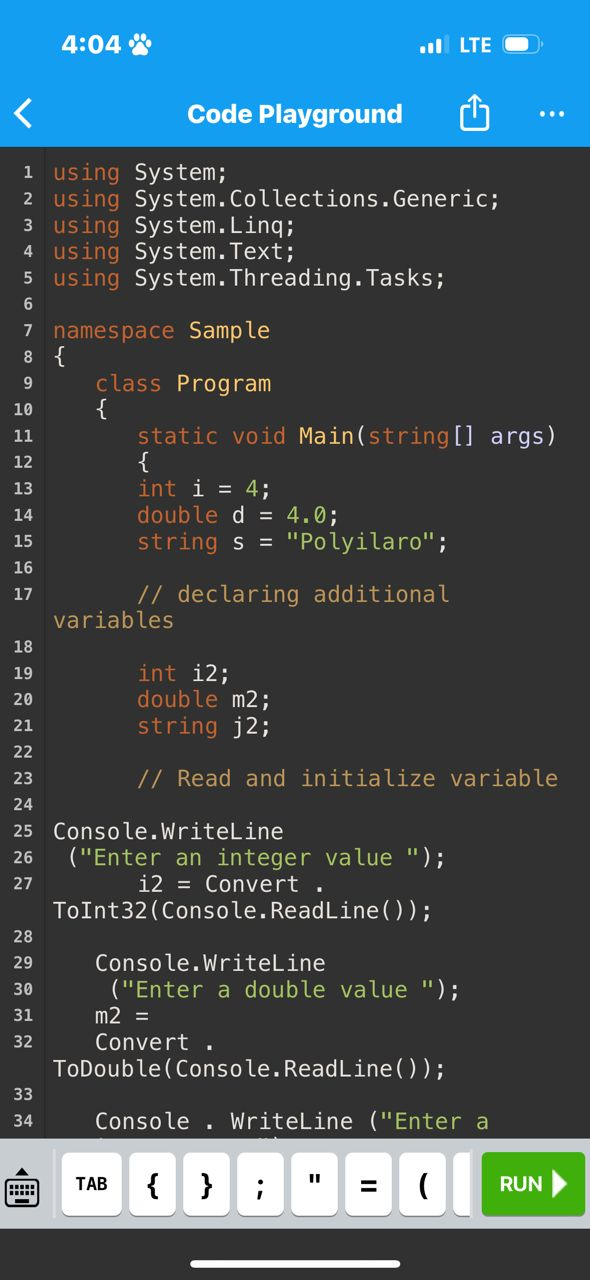 4:04
LTE
Code Playground
1 using System;
2 using System.Collections.Generic;
3 using System.Linq;
4 using System.Text;
5 using System.Threading.Tasks;
6
7 namespace Sample
8 {
9 class Program
10 {
11 static void Main(string[] args)
12 {
13 int i = 4;
14 double d = 4.0;
15 string s = "Polyilaro";
16
17 // declaring additional
variables
18
19 int i2;
20 double m2;
21 string j2;
22
23 // Read and initialize variable
24
25 Console.WriteLine
26 ("Enter an integer value ");
27 i2 = Convert .
ToInt32(Console.ReadLine());
28
29 Console.WriteLine
30 ("Enter a double value ");
31 m2 =
32 Convert .
ToDouble(Console.ReadLine());
33
34 Console . WriteLine ("Enter a
TAB { } ; " = ( RUN